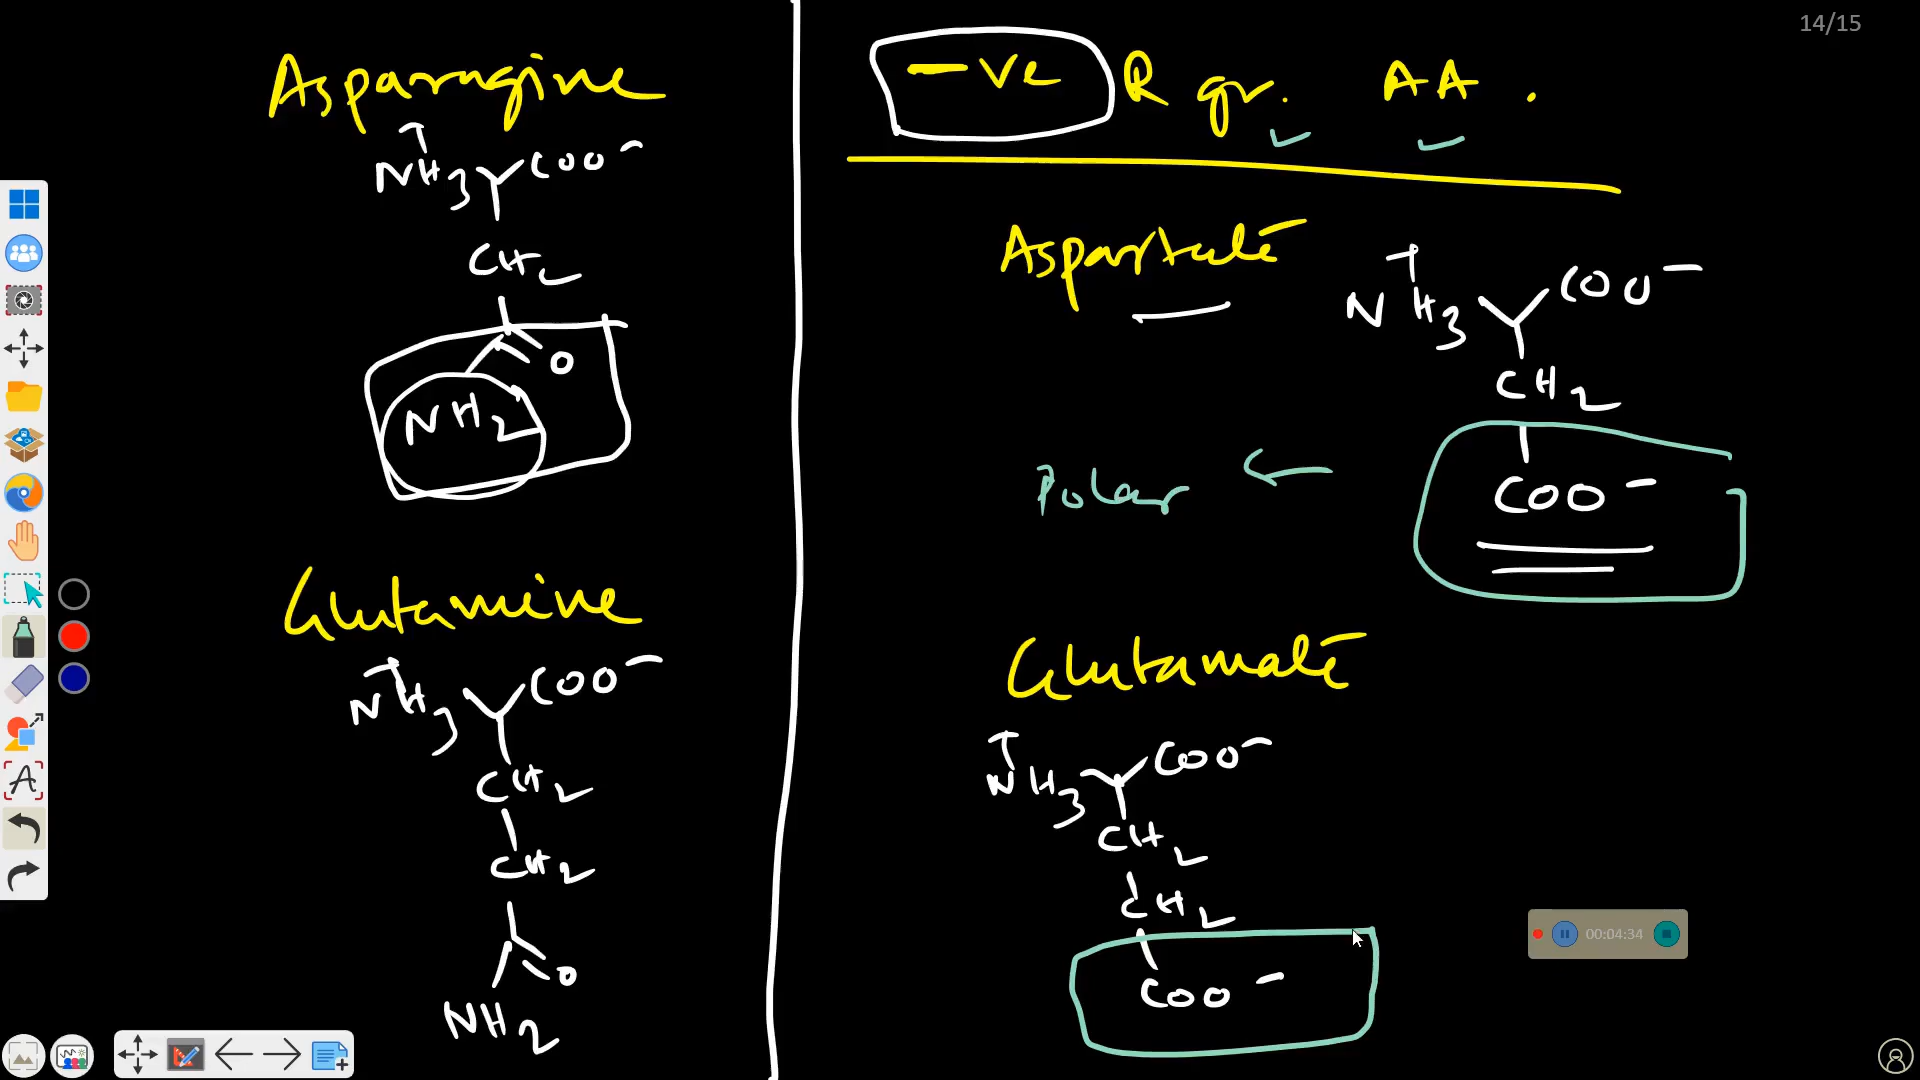 14/15
Asparagine
+
NH3 COO-
CH2
O
NH2
Glutamine
+
NH3 COO-
CH2
CH2
O
NH2
-ve R gr. AA.
Aspartate
+
NH3 COO-
CH2
Polar ←
COO-
Glutamate
+
NH3 COO-
CH2
CH2
COO-
00:04:34